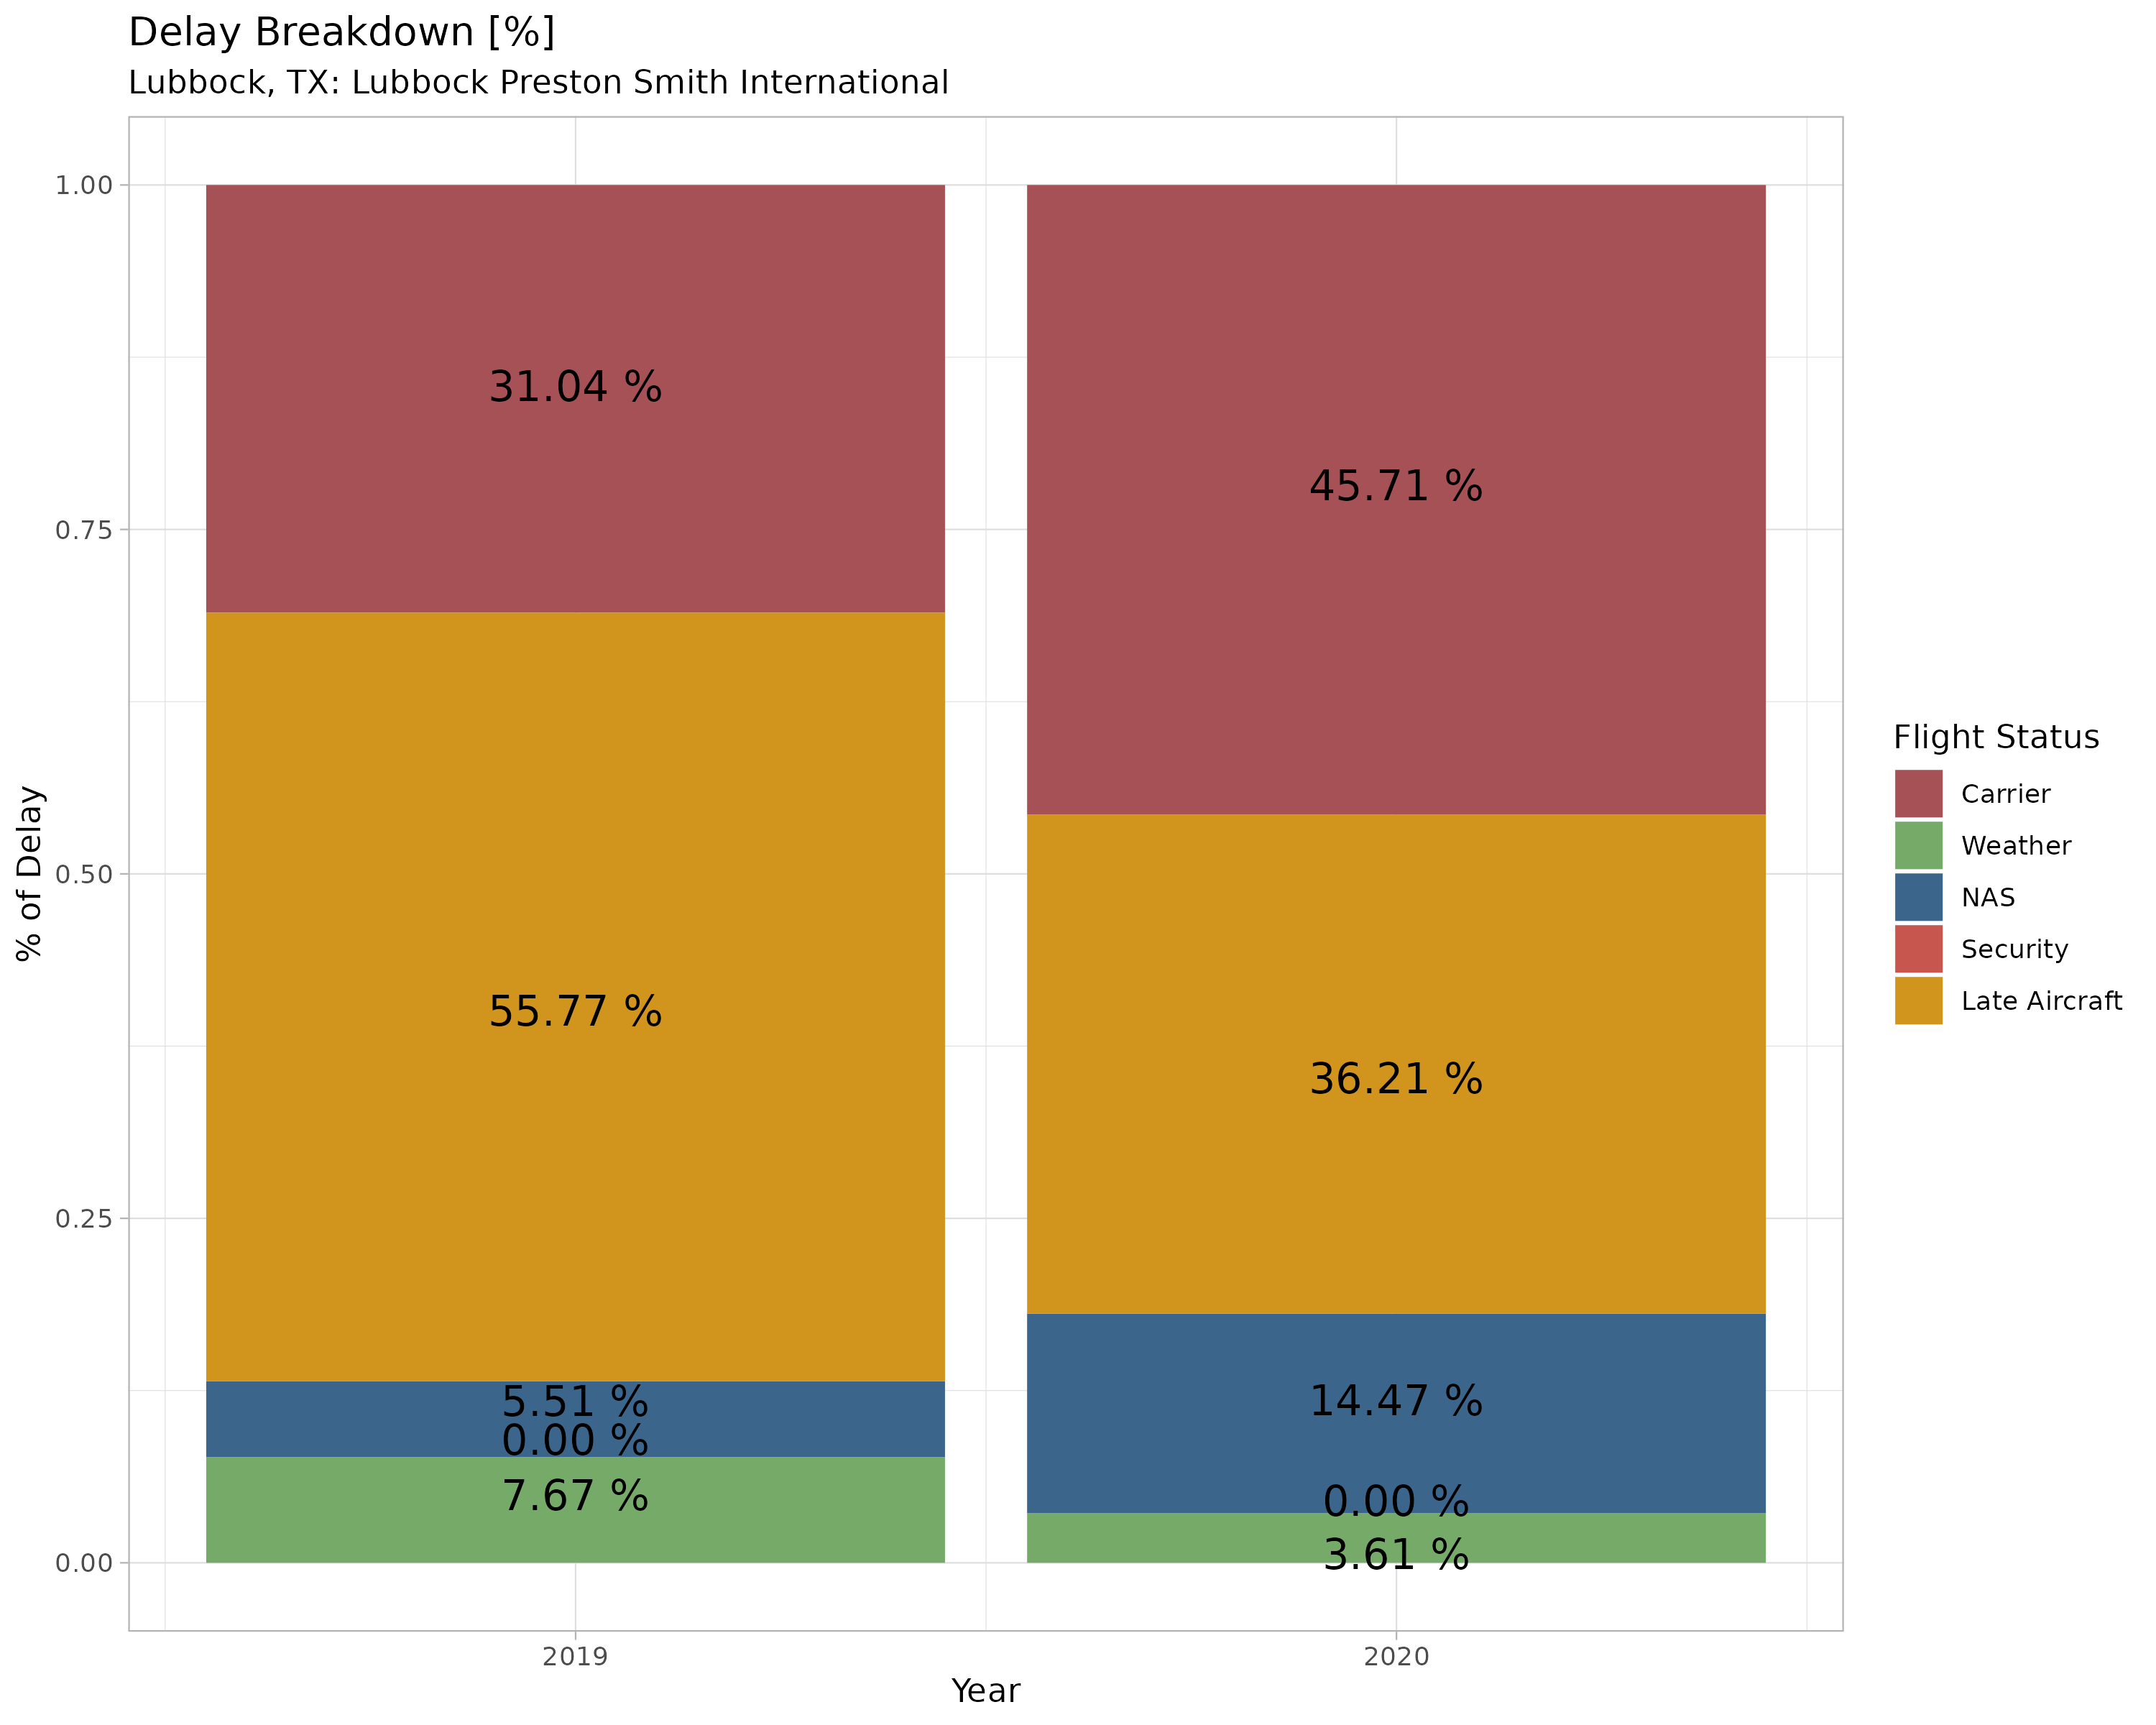 Delay Breakdown [%]
Lubbock, TX: Lubbock Preston Smith International
% of Delay
1.00
0.75
0.50
0.25
0.00
31.04 %
55.77 %
5.51 %
0.00 %
7.67 %
45.71 %
36.21 %
14.47 %
0.00 %
3.61 %
2019
2020
Year
Flight Status
Carrier
Weather
NAS
Security
Late Aircraft